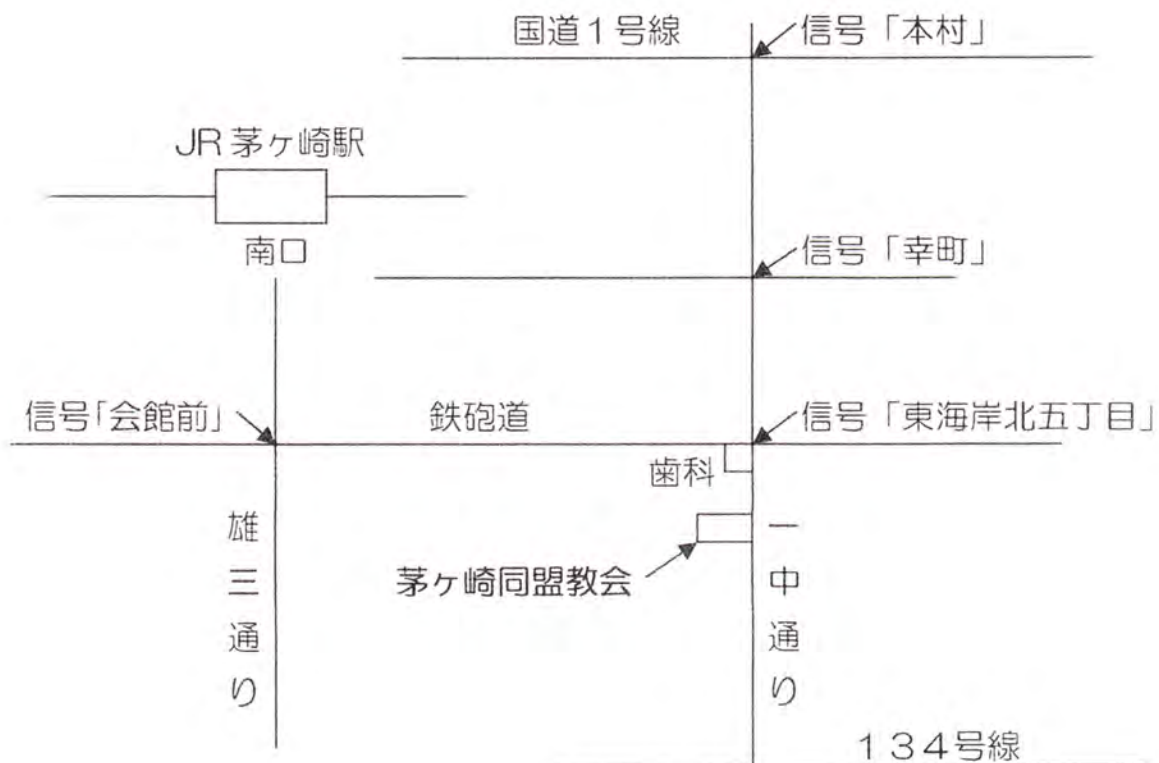 国道1号線
信号「本村」
JR茅ヶ崎駅
南口
信号「幸町」
信号「会館前」
鉄砲道
信号「東海岸北五丁目」
歯科
茅ヶ崎同盟教会
雄三通り
一中通り
134号線